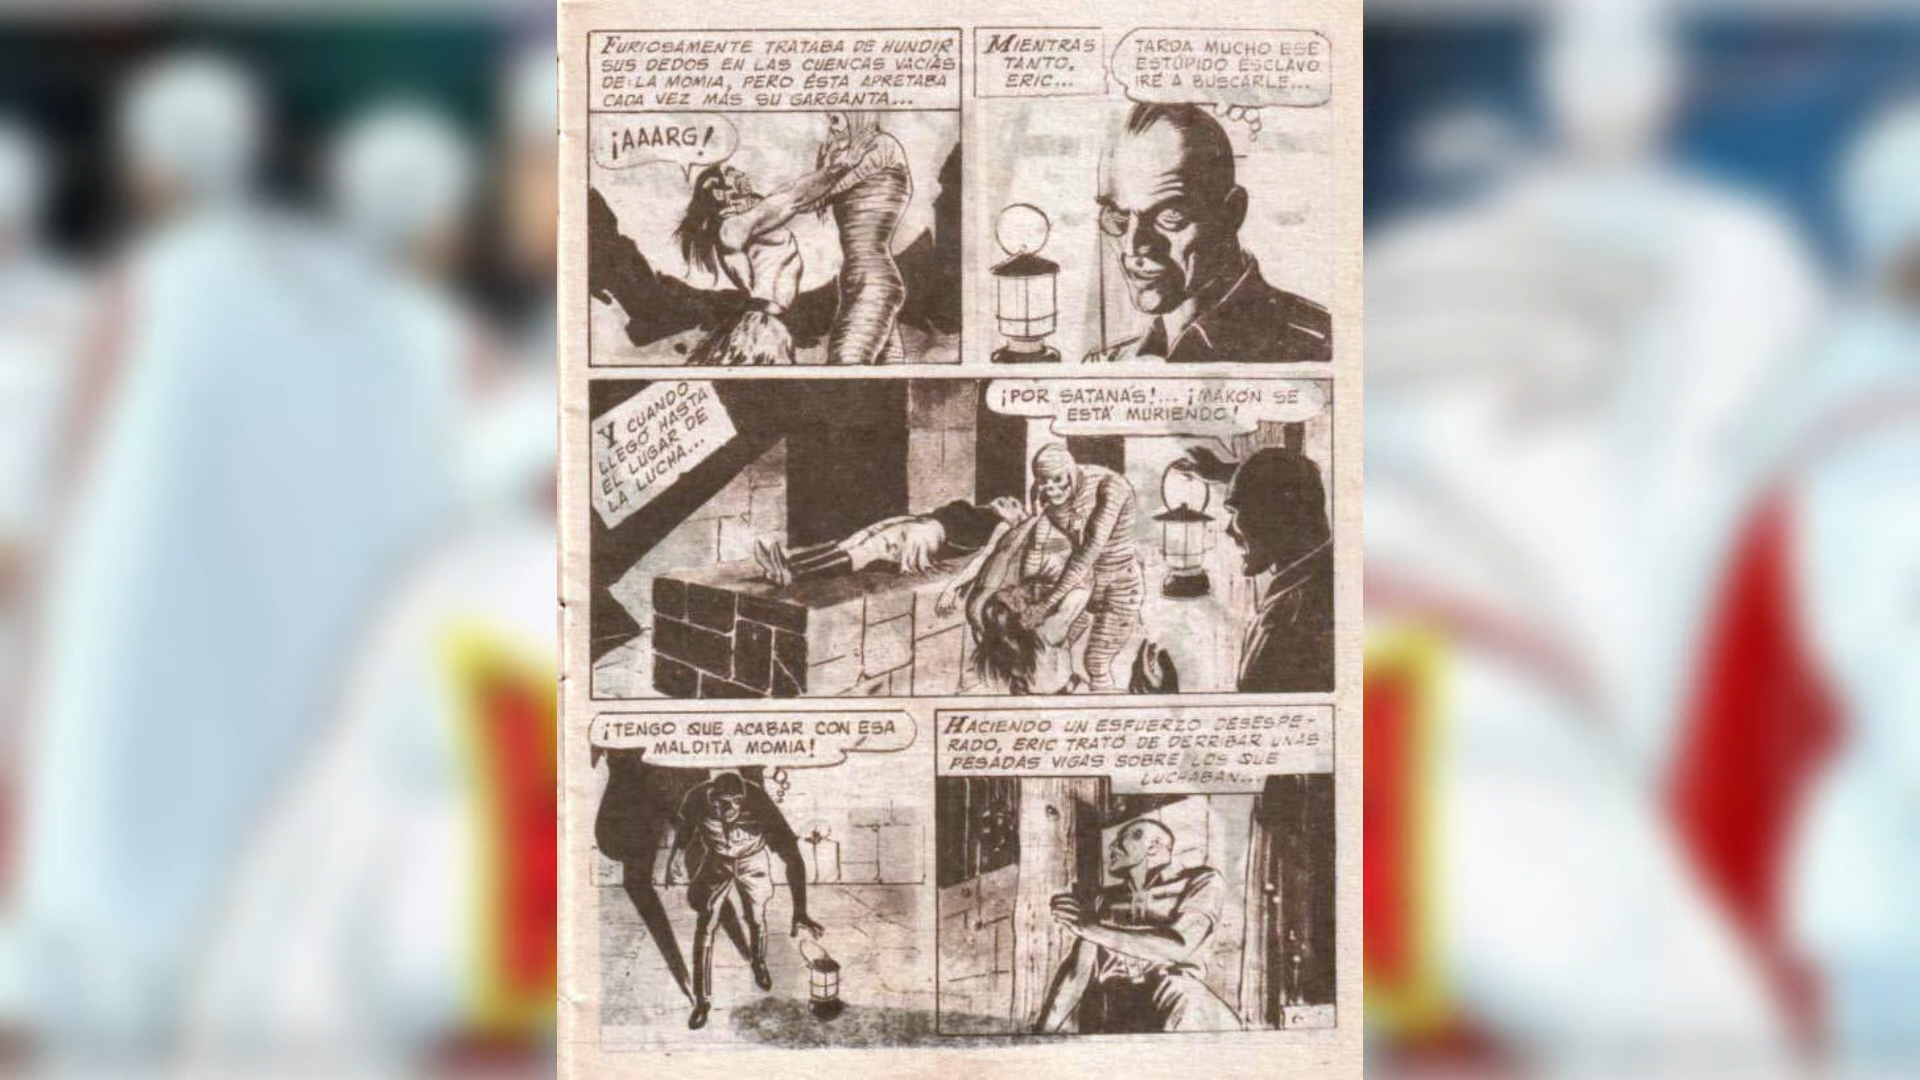 FURIOSAMENTE TRATABA DE HUNDIR
SUS DEDOS EN LAS CUENCAS VACÍAS
DE LA MOMIA, PERO ÉSTA APRETABA
CADA VEZ MÁS SU GARGANTA...
¡AAARG!
MIENTRAS
TANTO,
ERIC...
TARDA MUCHO ESE
ESTÚPIDO ESCLAVO
IRÉ A BUSCARLE...
Y CUANDO
LLEGÓ HASTA
EL LUGAR DE
LA LUCHA...
¡POR SATANÁS!... ¡MAKÓN SE
ESTÁ MURIENDO!
¡TENGO QUE ACABAR CON ESA
MALDITA MOMIA!
HACIENDO UN ESFUERZO DESESPE-
RADO, ERIC TRATÓ DE DERRIBAR UNAS
PESADAS VIGAS SOBRE LOS QUE
LUCHABAN...